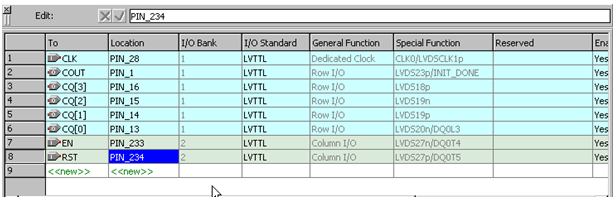 Edit: PIN_234
To Location I/O Bank I/O Standard General Function Special Function Reserved Ena
1 CLK PIN_28 1 LVTTL Dedicated Clock CLK0/LVDSCLK1p Yes
2 COUT PIN_1 1 LVTTL Row I/O LVDS23p/INIT_DONE Yes
3 CQ[3] PIN_16 1 LVTTL Row I/O LVDS18p Yes
4 CQ[2] PIN_15 1 LVTTL Row I/O LVDS19n Yes
5 CQ[1] PIN_14 1 LVTTL Row I/O LVDS19p Yes
6 CQ[0] PIN_13 1 LVTTL Row I/O LVDS20n/DQ0L3 Yes
7 EN PIN_233 2 LVTTL Column I/O LVDS27n/DQ0T4 Yes
8 RST PIN_234 2 LVTTL Column I/O LVDS27p/DQ0T5 Yes
9 <<new>> <<new>>